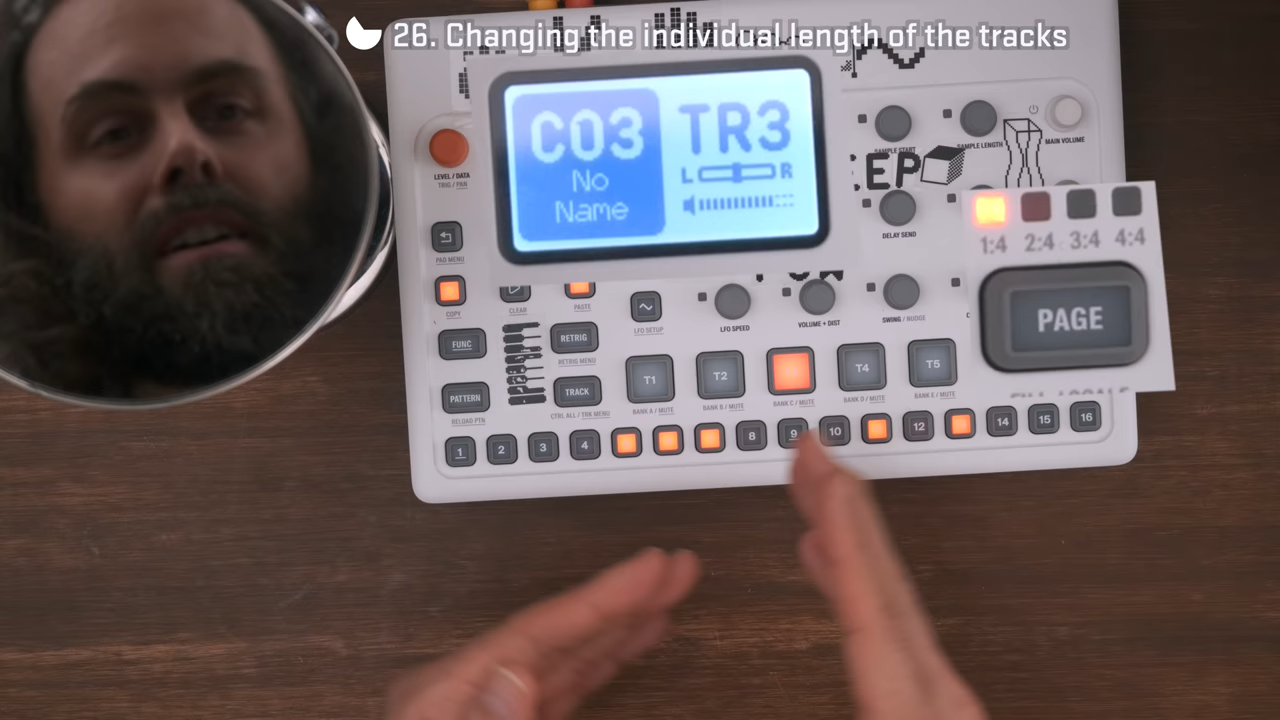 26. Changing the individual length of the tracks
C03
No
Name
TR3
L R
LEVEL / DATA
TRIG / PAN
SAMPLE START
SAMPLE LENGTH
MAIN VOLUME
:EP
DELAY SEND
1:4 2:4 3:4 4:4
PAGE
PAD MENU
COPY
CLEAR
PASTE
LFO SETUP
LFO SPEED
VOLUME + DIST
SWING / NUDGE
FUNC
RETRIG
RETRIG MENU
PATTERN
RELOAD PTN
TRACK
CTRL ALL / TRK MENU
T1 T2 T4 T5
BANK A / MUTE BANK B / MUTE BANK C / MUTE BANK D / MUTE BANK E / MUTE
1 2 3 4 8 9 10 12 14 15 16